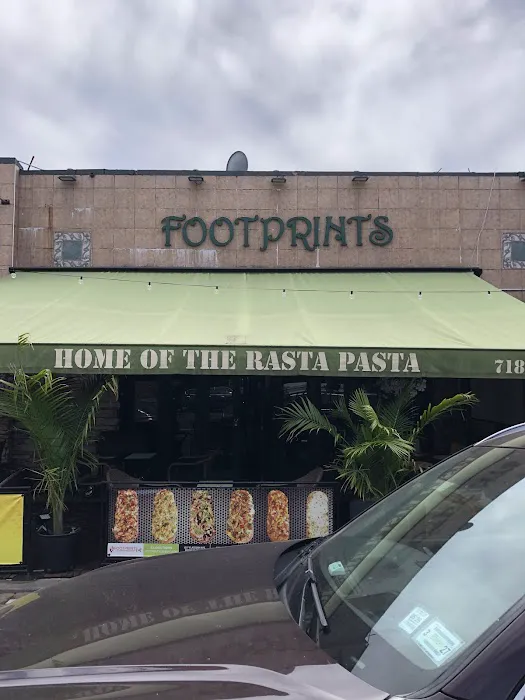 FOOTPRINTS
HOME OF THE RASTA PASTA 718